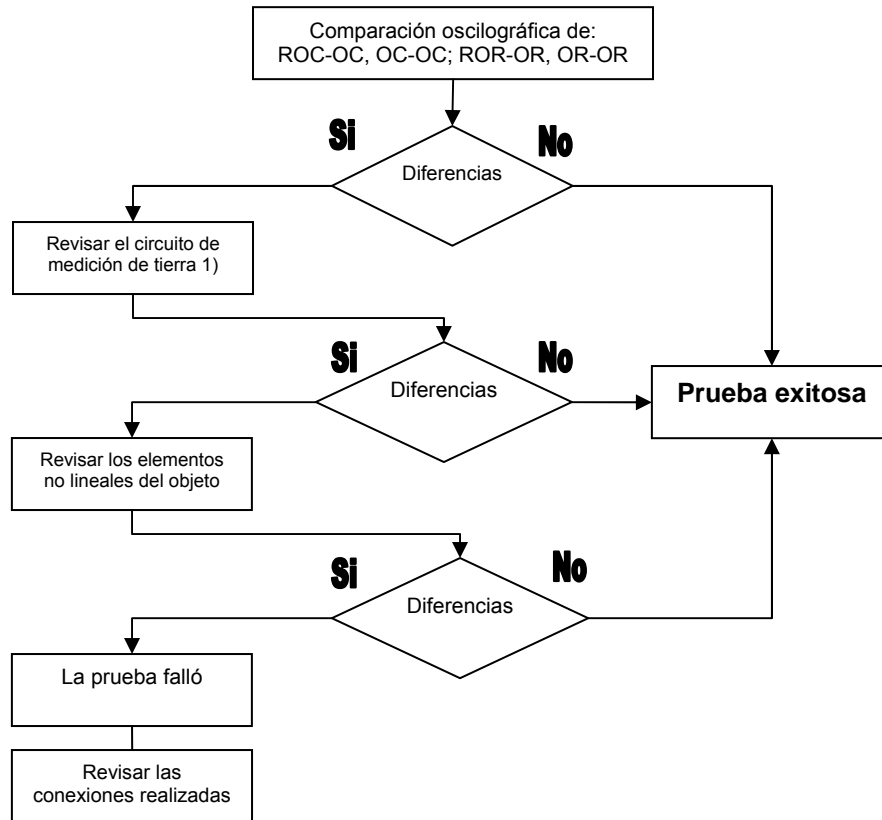 Comparación oscilográfica de:
ROC-OC, OC-OC; ROR-OR, OR-OR
Si
No
Diferencias
Revisar el circuito de
medición de tierra 1)
Si
No
Diferencias
Prueba exitosa
Revisar los elementos
no lineales del objeto
Si
No
Diferencias
La prueba falló
Revisar las
conexiones realizadas